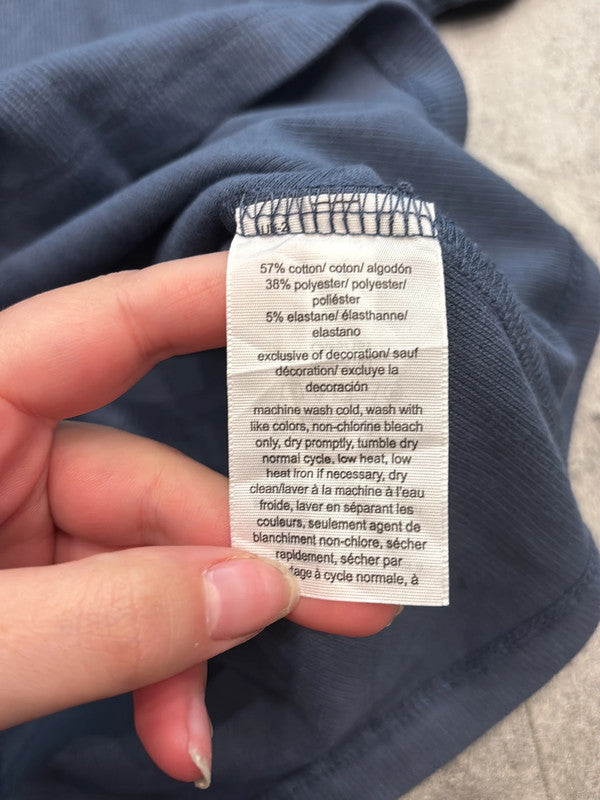 57% cotton/ coton/ algodón
38% polyester/ polyester/
poliéster
5% elastane/ élasthanne/
elastano
exclusive of decoration/ sauf
décoration/ excluye la
decoración
machine wash cold, wash with
like colors, non-chlorine bleach
only, dry promptly, tumble dry
normal cycle, low heat, low
heat iron if necessary, dry
clean/laver à la machine à l'eau
froide, laver en séparant les
couleurs, seulement agent de
blanchiment non-chlore, sécher
rapidement, sécher par
à cycle normale, à